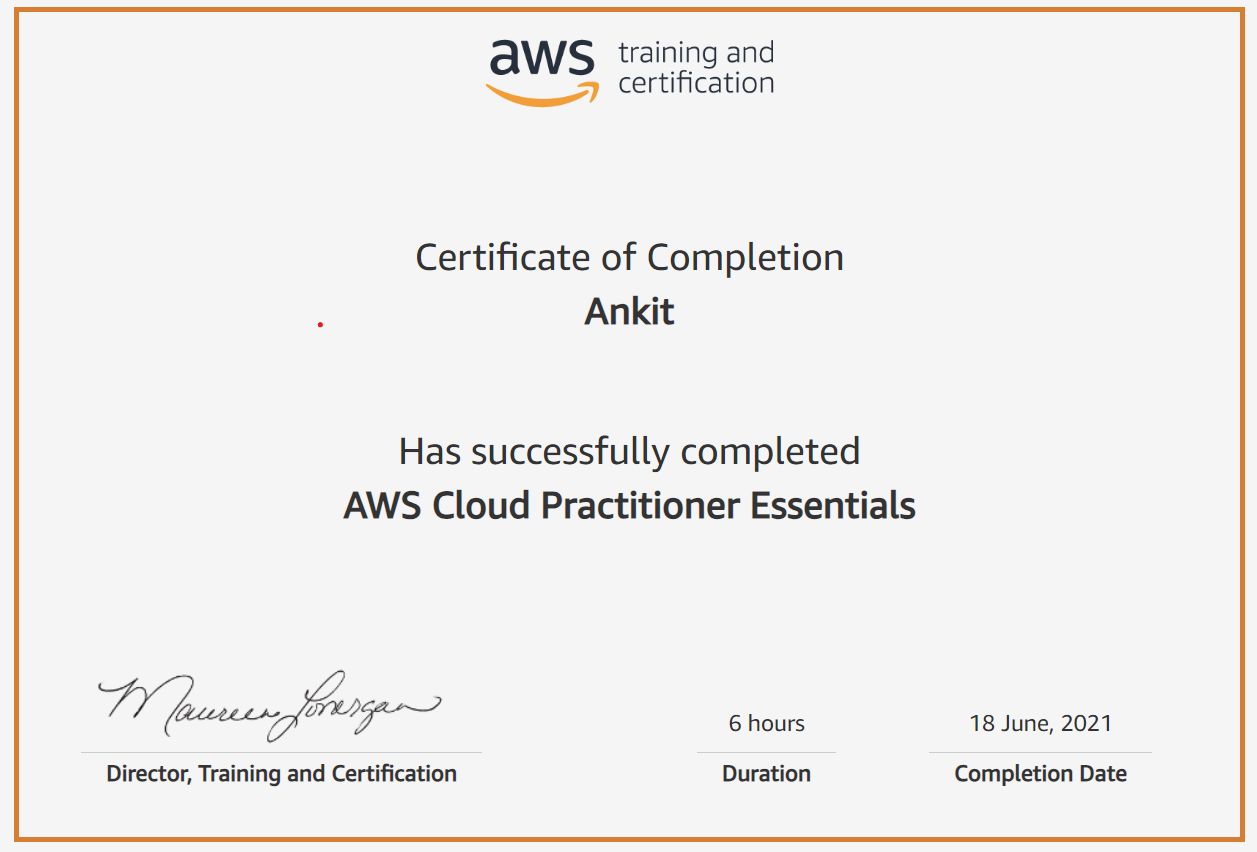 aws training and
certification
Certificate of Completion
Ankit
Has successfully completed
AWS Cloud Practitioner Essentials
Maureen Lonergan
6 hours
18 June, 2021
Director, Training and Certification
Duration
Completion Date